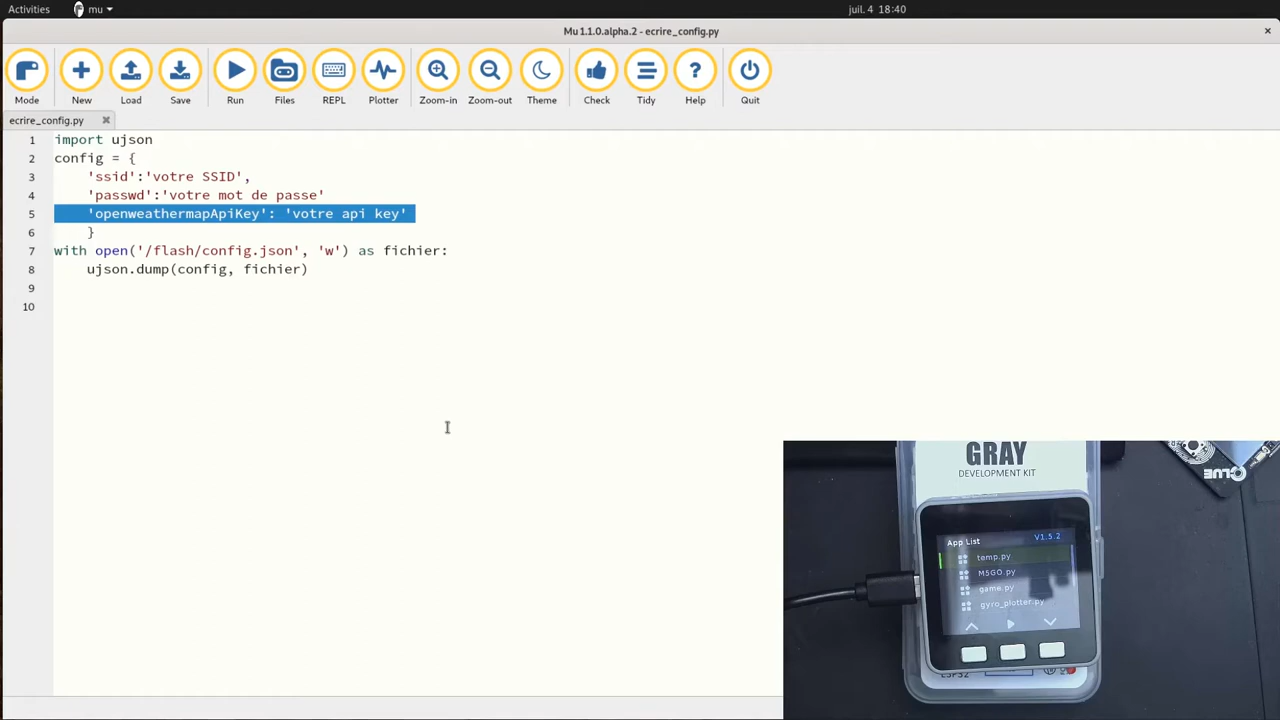 Activities
mu
juil. 4 18:40
Mu 1.1.0.alpha.2 - ecrire_config.py
×
Mode
New
Load
Save
Run
Files
REPL
Plotter
Zoom-in
Zoom-out
Theme
Check
Tidy
Help
Quit
ecrire_config.py
1 import ujson
2 config = {
3 'ssid':'votre SSID',
4 'passwd':'votre mot de passe'
5 'openweathermapApiKey': 'votre api key'
6 }
7 with open('/flash/config.json', 'w') as fichier:
8 ujson.dump(config, fichier)
9
10
GRAY
DEVELOPMENT KIT
CLUE
App List V1.5.2
temp.py
M5GO.py
game.py
gyro_plotter.py
ESP32